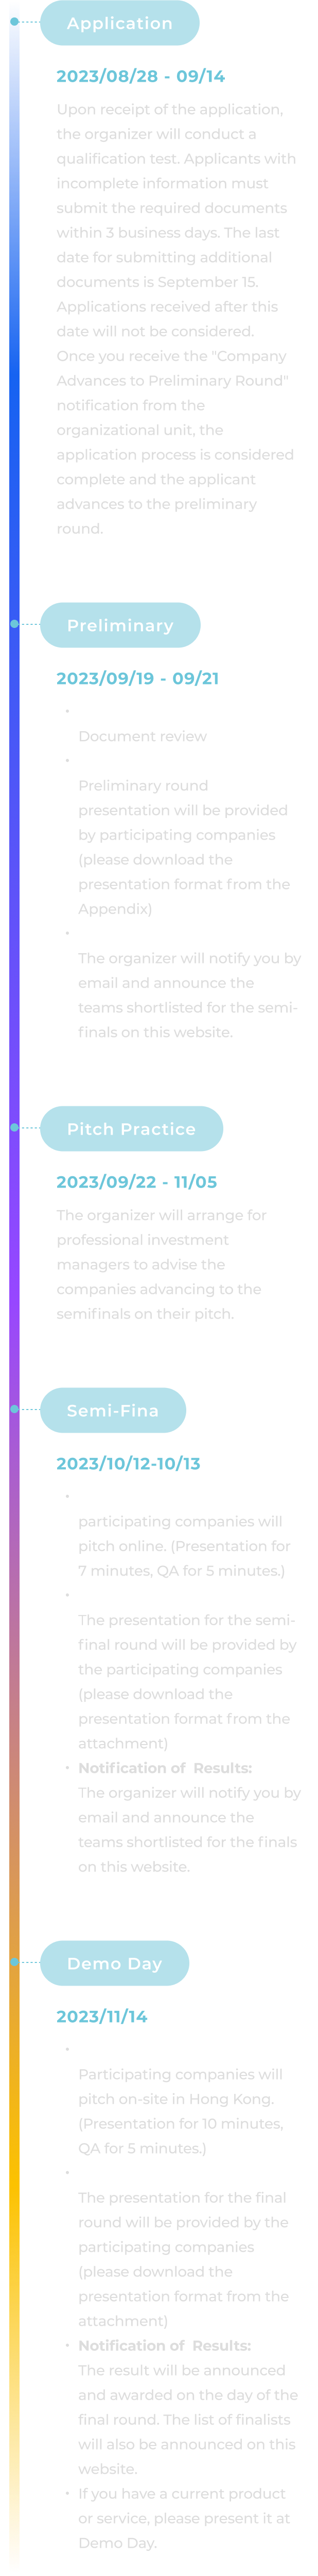 Application
2023/08/28 - 09/14
Upon receipt of the application,
the organizer will conduct a
qualification test. Applicants with
incomplete information must
submit the required documents
within 3 business days. The last
date for submitting additional
documents is September 15.
Applications received after this
date will not be considered.
Once you receive the "Company
Advances to Preliminary Round"
notification from the
organizational unit, the
application process is considered
complete and the applicant
advances to the preliminary
round.
Preliminary
2023/09/19 - 09/21
•
Document review
•
Preliminary round
presentation will be provided
by participating companies
(please download the
presentation format from the
Appendix)
•
The organizer will notify you by
email and announce the
teams shortlisted for the semi-
finals on this website.
Pitch Practice
2023/09/22 - 11/05
The organizer will arrange for
professional investment
managers to advise the
companies advancing to the
semifinals on their pitch.
Semi-Fina
2023/10/12-10/13
•
participating companies will
pitch online. (Presentation for
7 minutes, QA for 5 minutes.)
•
The presentation for the semi-
final round will be provided by
the participating companies
(please download the
presentation format from the
attachment)
• Notification of Results:
The organizer will notify you by
email and announce the
teams shortlisted for the finals
on this website.
Demo Day
2023/11/14
•
Participating companies will
pitch on-site in Hong Kong.
(Presentation for 10 minutes,
QA for 5 minutes.)
•
The presentation for the final
round will be provided by the
participating companies
(please download the
presentation format from the
attachment)
• Notification of Results:
The result will be announced
and awarded on the day of the
final round. The list of finalists
will also be announced on this
website.
• If you have a current product
or service, please present it at
Demo Day.